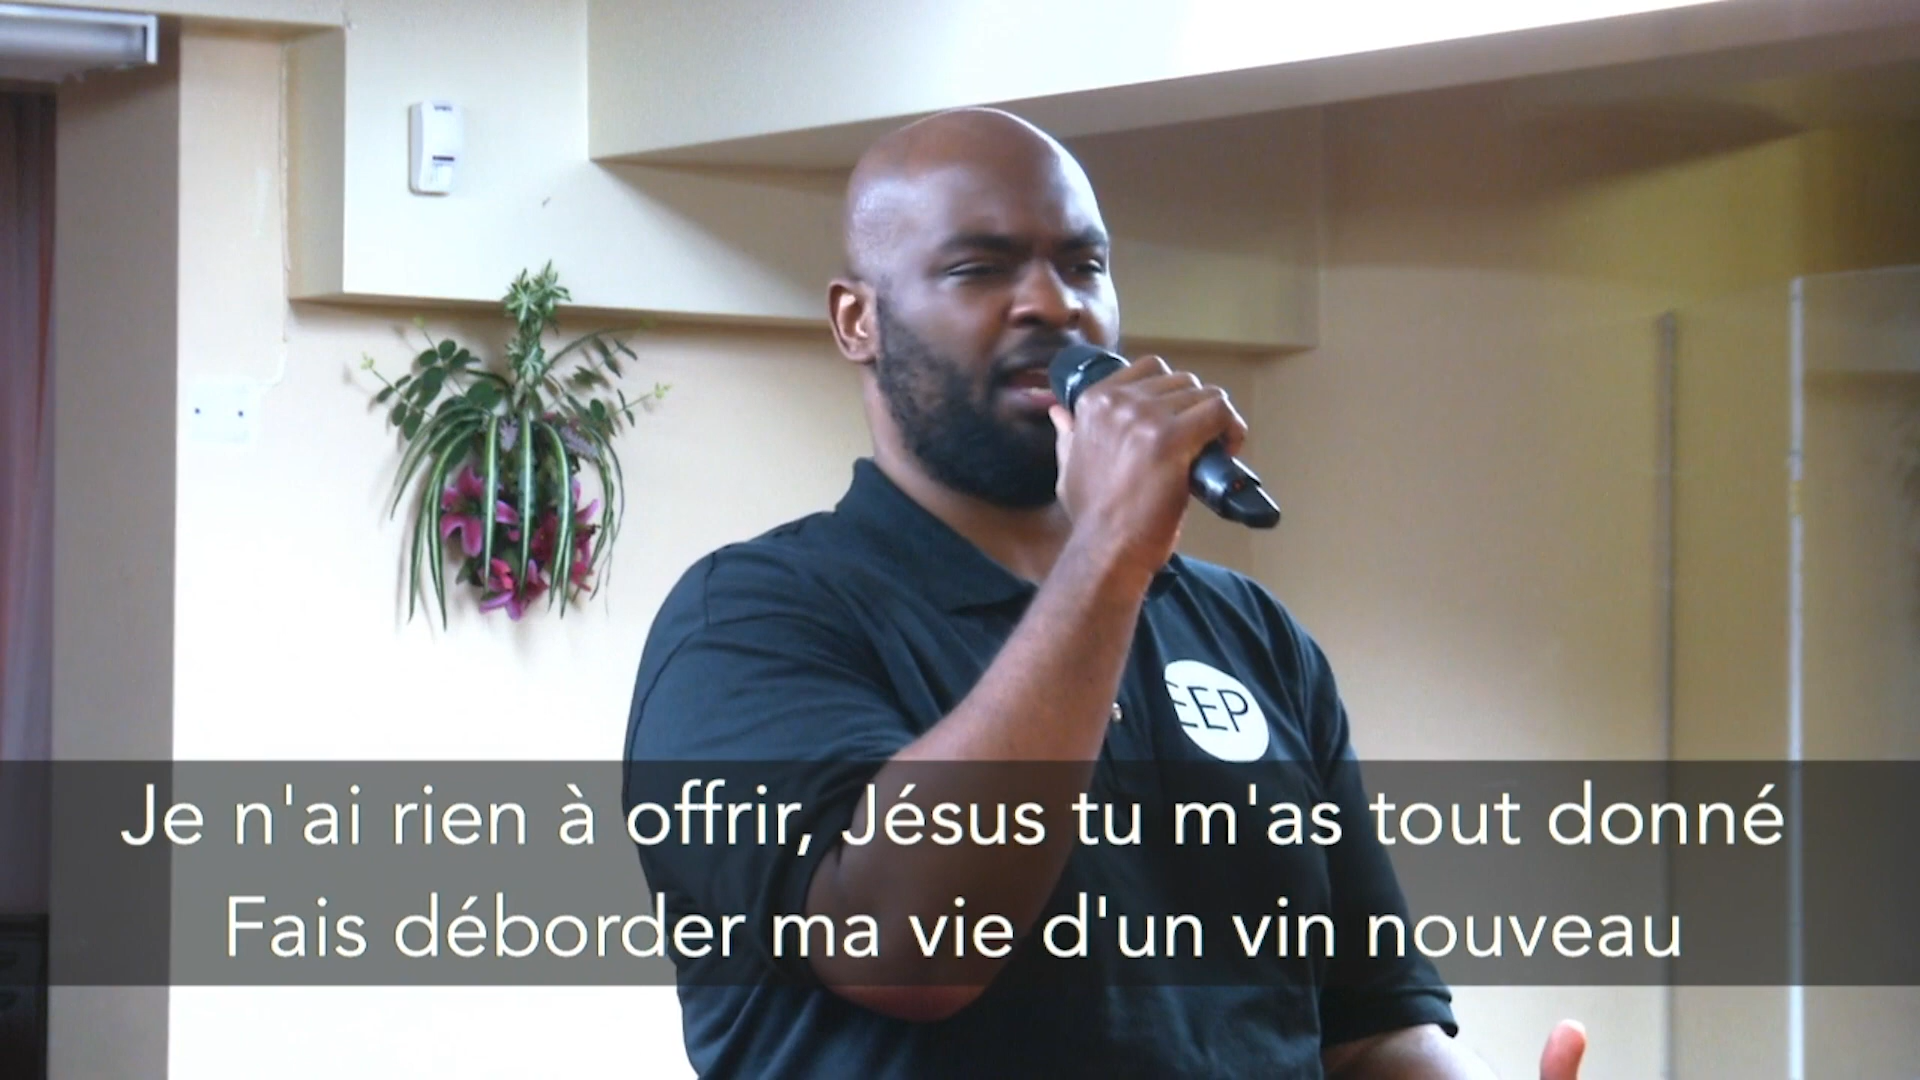 EEP
Je n'ai rien à offrir, Jésus tu m'as tout donné
Fais déborder ma vie d'un vin nouveau